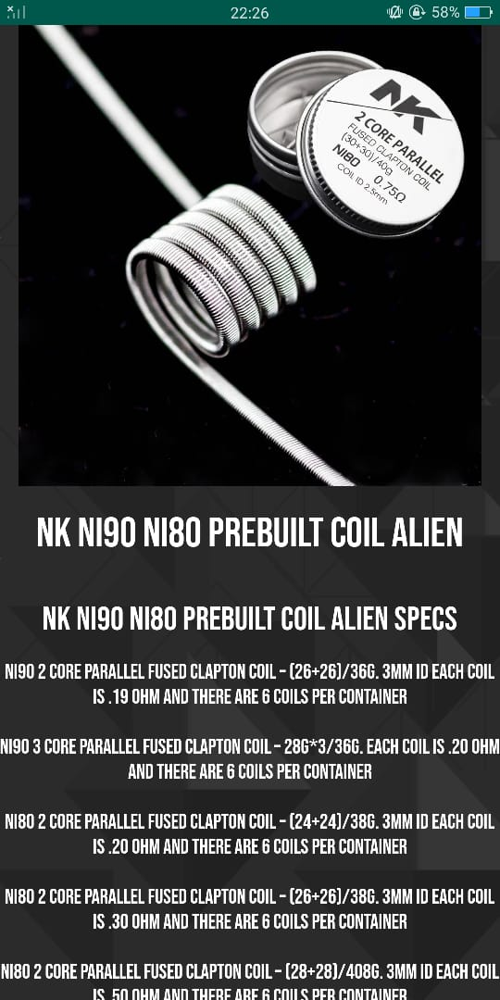 22:26
58%
NK
2 CORE PARALLEL
FUSED CLAPTON COIL
(30+30)/40g
NI80 0.75Ω
COIL ID 2.5mm
NK NI90 NI80 PREBUILT COIL ALIEN
NK NI90 NI80 PREBUILT COIL ALIEN SPECS
NI90 2 CORE PARALLEL FUSED CLAPTON COIL – (26+26)/36G. 3MM ID EACH COIL
IS .19 OHM AND THERE ARE 6 COILS PER CONTAINER
NI90 3 CORE PARALLEL FUSED CLAPTON COIL – 28G*3/36G. EACH COIL IS .20 OHM
AND THERE ARE 6 COILS PER CONTAINER
NI80 2 CORE PARALLEL FUSED CLAPTON COIL – (24+24)/38G. 3MM ID EACH COIL
IS .20 OHM AND THERE ARE 6 COILS PER CONTAINER
NI80 2 CORE PARALLEL FUSED CLAPTON COIL – (26+26)/38G. 3MM ID EACH COIL
IS .30 OHM AND THERE ARE 6 COILS PER CONTAINER
NI80 2 CORE PARALLEL FUSED CLAPTON COIL – (28+28)/408G. 3MM ID EACH COIL
IS .50 OHM AND THERE ARE 6 COILS PER CONTAINER